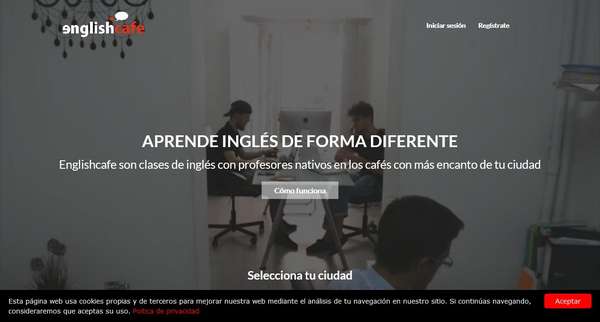 englishcafe
Iniciar sesión
Regístrate
APRENDE INGLÉS DE FORMA DIFERENTE
Englishcafe son clases de inglés con profesores nativos en los cafés con más encanto de tu ciudad
Cómo funciona
Selecciona tu ciudad
Esta página web usa cookies propias y de terceros para mejorar nuestra web mediante el análisis de tu navegación en nuestro sitio. Si continúas navegando,
consideraremos que aceptas su uso. Poítica de privacidad
Aceptar